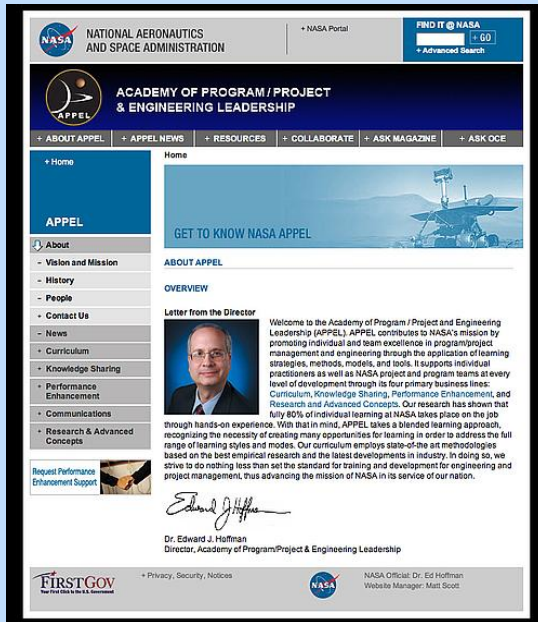 NASA
NATIONAL AERONAUTICS
AND SPACE ADMINISTRATION
+ NASA Portal
FIND IT @ NASA
+ GO
+ Advanced Search
APPEL
ACADEMY OF PROGRAM / PROJECT
& ENGINEERING LEADERSHIP
+ ABOUT APPEL + APPEL NEWS + RESOURCES + COLLABORATE + ASK MAGAZINE + ASK OCE
+ Home
APPEL
About
- Vision and Mission
- History
- People
+ Contact Us
- News
+ Curriculum
+ Knowledge Sharing
+ Performance
Enhancement
+ Communications
+ Research & Advanced
Concepts
Request Performance
Enhancement Support
Home
GET TO KNOW NASA APPEL
ABOUT APPEL
OVERVIEW
Letter from the Director
Welcome to the Academy of Program / Project and Engineering
Leadership (APPEL). APPEL contributes to NASA's mission by
promoting individual and team excellence in program/project
management and engineering through the application of learning
strategies, methods, models, and tools. It supports individual
practitioners as well as NASA project and program teams at every
level of development through its four primary business lines:
Curriculum, Knowledge Sharing, Performance Enhancement, and
Research and Advanced Concepts. Our research has shown that
fully 80% of individual learning at NASA takes place on the job
through hands-on experience. With that in mind, APPEL takes a blended learning approach,
recognizing the necessity of creating many opportunities for learning in order to address the full
range of learning styles and modes. Our curriculum employs state-of-the art methodologies
based on the best empirical research and the latest developments in industry. In doing so, we
strive to do nothing less than set the standard for training and development for engineering and
project management, thus advancing the mission of NASA in its service of our nation.
Edward J Hoffman
Dr. Edward J. Hoffman
Director, Academy of Program/Project & Engineering Leadership
FIRSTGOV
Your First Click to the U.S. Government
+ Privacy, Security, Notices
NASA
NASA Official: Dr. Ed Hoffman
Website Manager: Matt Scott